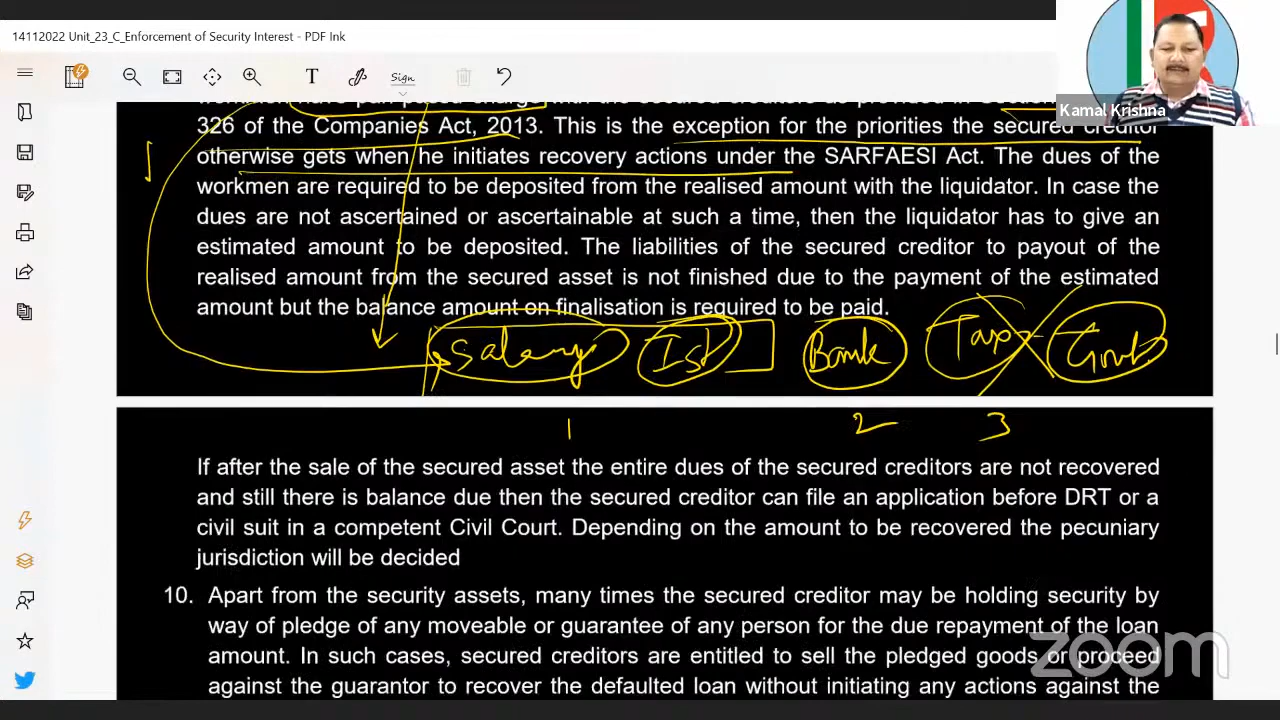 14112022 Unit_23_C_Enforcement of Security Interest - PDF Ink
Sign
Kamal Krishna
workmen have pari passu charge with the secured creditors as provided in
326 of the Companies Act, 2013. This is the exception for the priorities the secured creditor
otherwise gets when he initiates recovery actions under the SARFAESI Act. The dues of the
workmen are required to be deposited from the realised amount with the liquidator. In case the
dues are not ascertained or ascertainable at such a time, then the liquidator has to give an
estimated amount to be deposited. The liabilities of the secured creditor to payout of the
realised amount from the secured asset is not finished due to the payment of the estimated
amount but the balance amount on finalisation is required to be paid.
Salary Bank Tax Govt
1 2 3
If after the sale of the secured asset the entire dues of the secured creditors are not recovered
and still there is balance due then the secured creditor can file an application before DRT or a
civil suit in a competent Civil Court. Depending on the amount to be recovered the pecuniary
jurisdiction will be decided
10. Apart from the security assets, many times the secured creditor may be holding security by
way of pledge of any moveable or guarantee of any person for the due repayment of the loan
amount. In such cases, secured creditors are entitled to sell the pledged goods or proceed
against the guarantor to recover the defaulted loan without initiating any actions against the
zoom